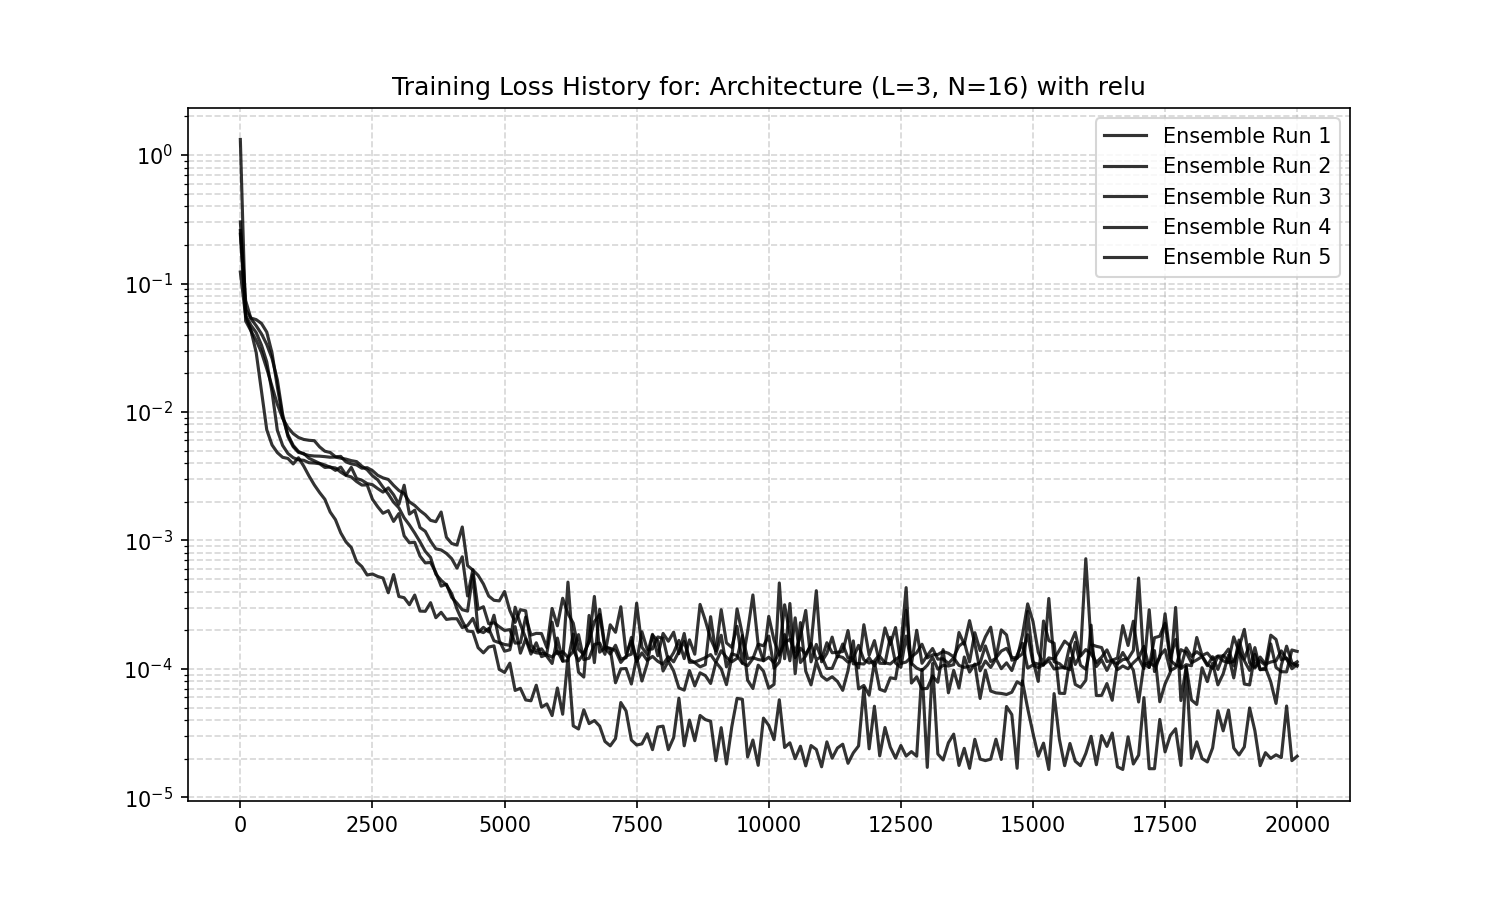 Training Loss History for: Architecture (L=3, N=16) with relu
Ensemble Run 1
Ensemble Run 2
Ensemble Run 3
Ensemble Run 4
Ensemble Run 5
10⁰
10⁻¹
10⁻²
10⁻³
10⁻⁴
10⁻⁵
0 2500 5000 7500 10000 12500 15000 17500 20000